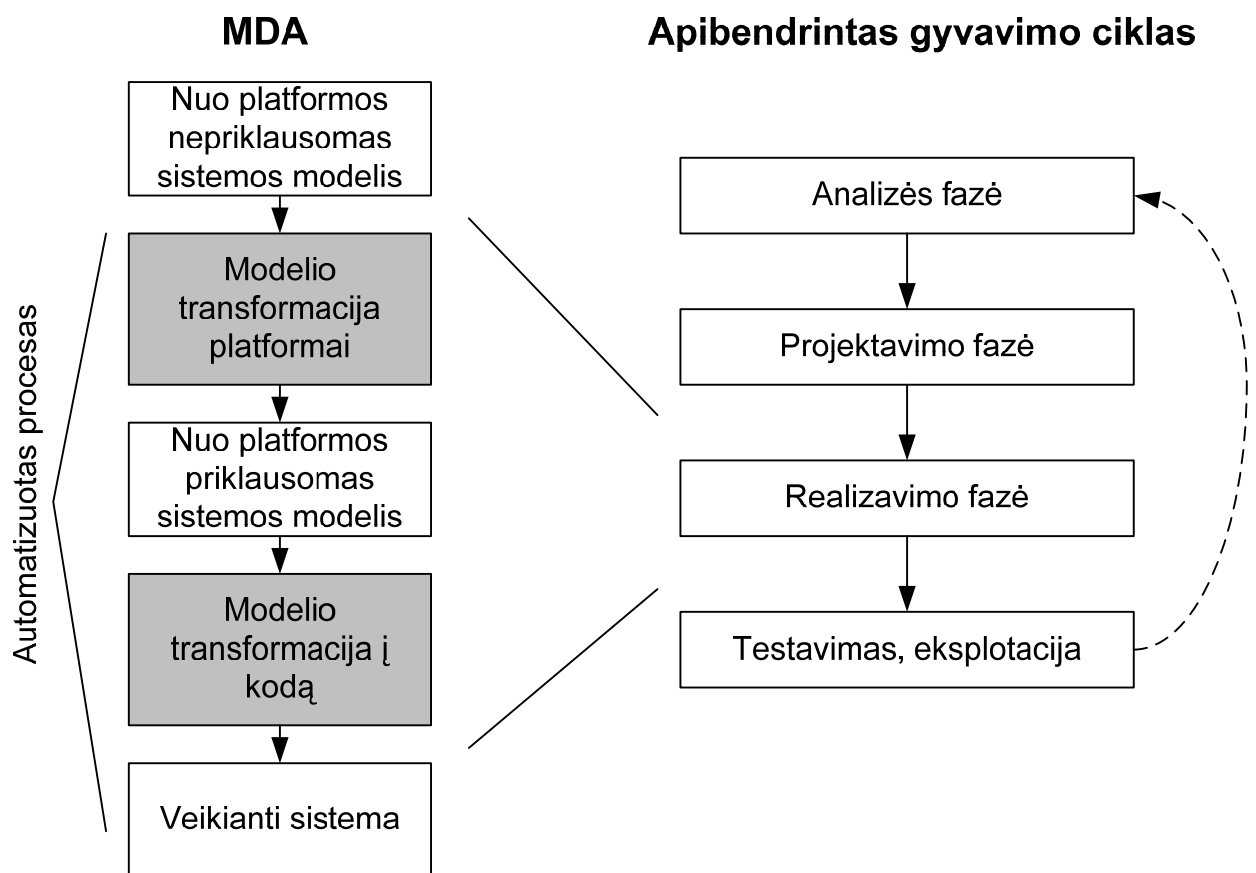 MDA
Nuo platformos
nepriklausomas
sistemos modelis
Modelio
transformacija
platformai
Nuo platformos
priklausomas
sistemos modelis
Modelio
transformacija į
kodą
Veikianti sistema
Automatizuotas procesas
Apibendrintas gyvavimo ciklas
Analizės fazė
Projektavimo fazė
Realizavimo fazė
Testavimas, eksplotacija